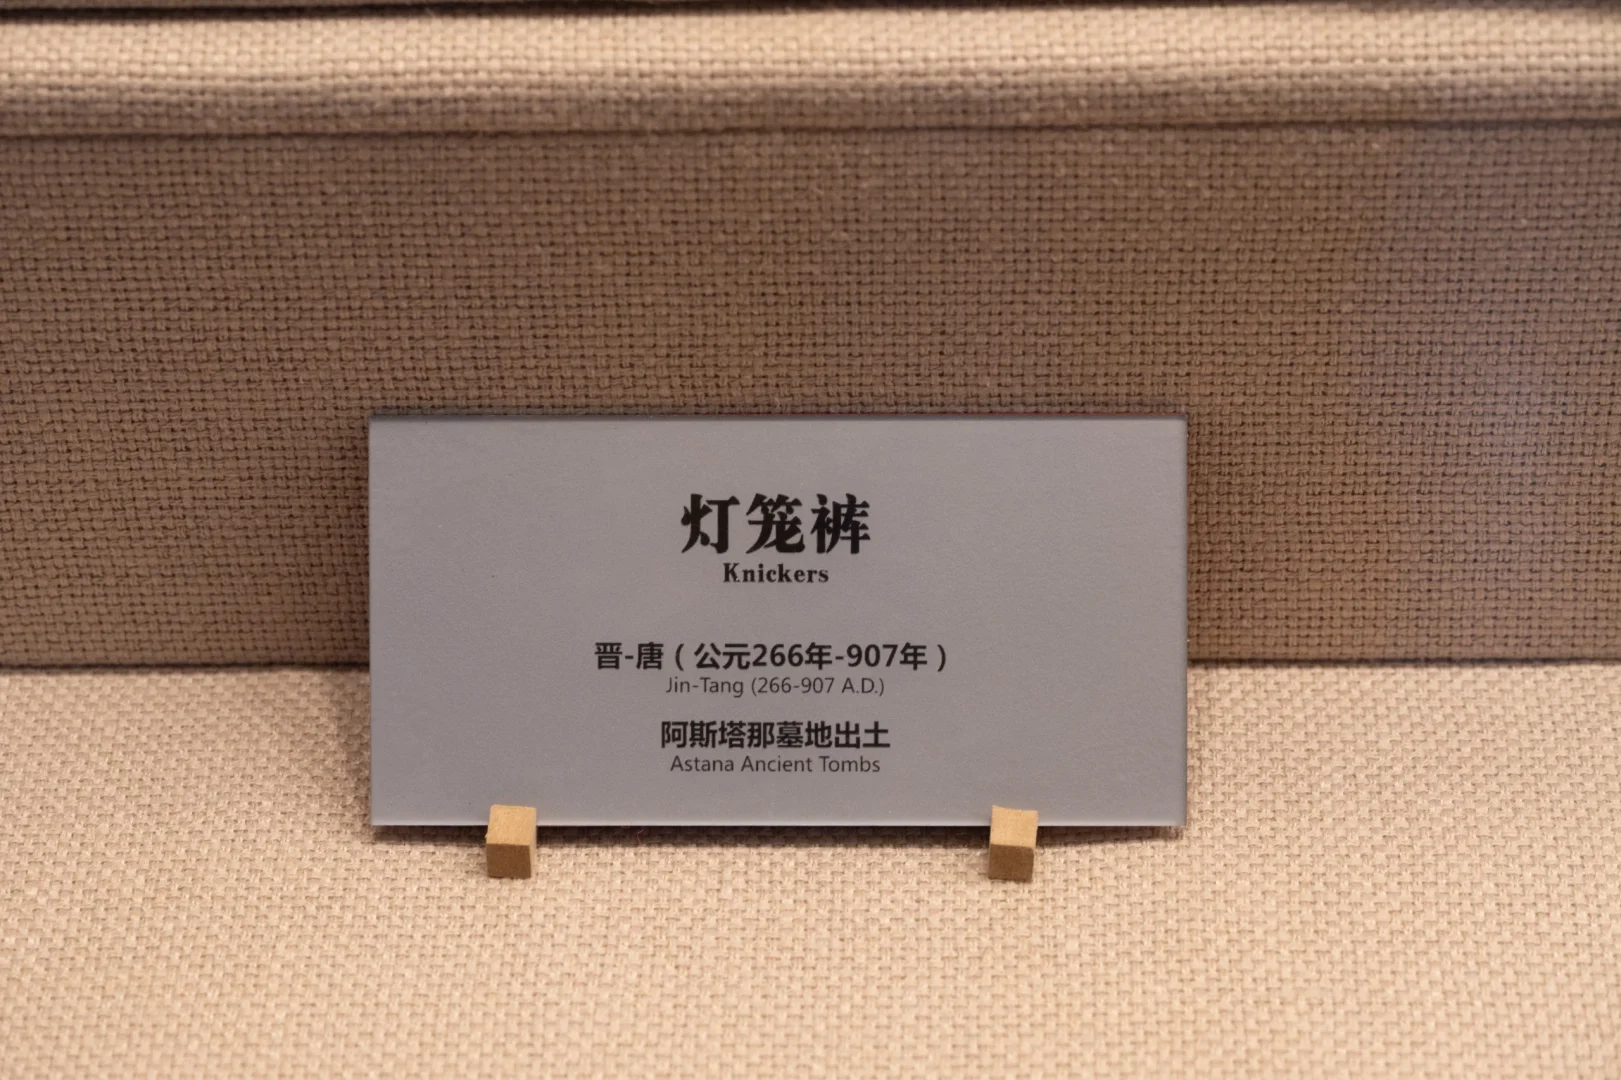 灯笼裤
Knickers
晋-唐（公元266年-907年）
Jin-Tang (266-907 A.D.)
阿斯塔那墓地出土
Astana Ancient Tombs